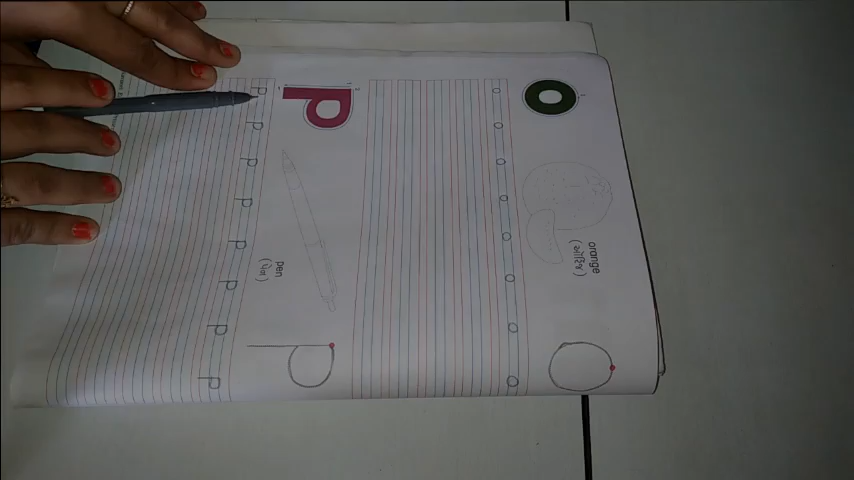 o O
orange
o o o o o o o o
p p
pen
(પેન)
p p p p p p p p